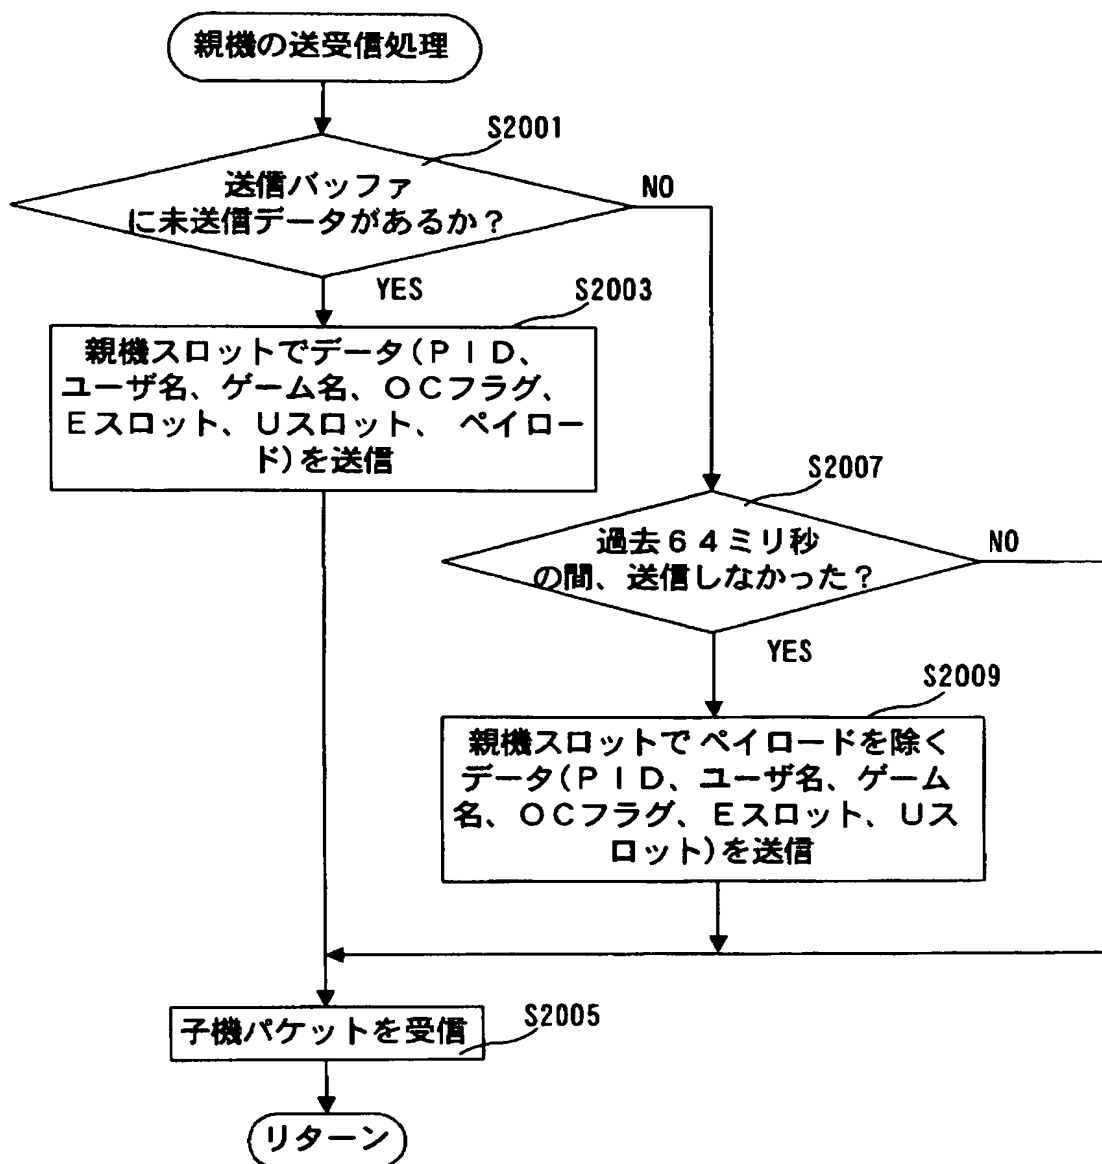 親機の送受信処理
S2001
送信バッファ
に未送信データがあるか？
NO
YES
S2003
親機スロットでデータ(ＰＩＤ、
ユーザ名、ゲーム名、ＯＣフラグ、
Ｅスロット、Ｕスロット、 ペイロー
ド)を送信
S2007
過去６４ミリ秒
の間、送信しなかった？
NO
YES
S2009
親機スロットで ペイロードを除く
データ(ＰＩＤ、ユーザ名、ゲーム
名、ＯＣフラグ、Ｅスロット、Ｕス
ロット)を送信
子機パケットを受信
S2005
リターン